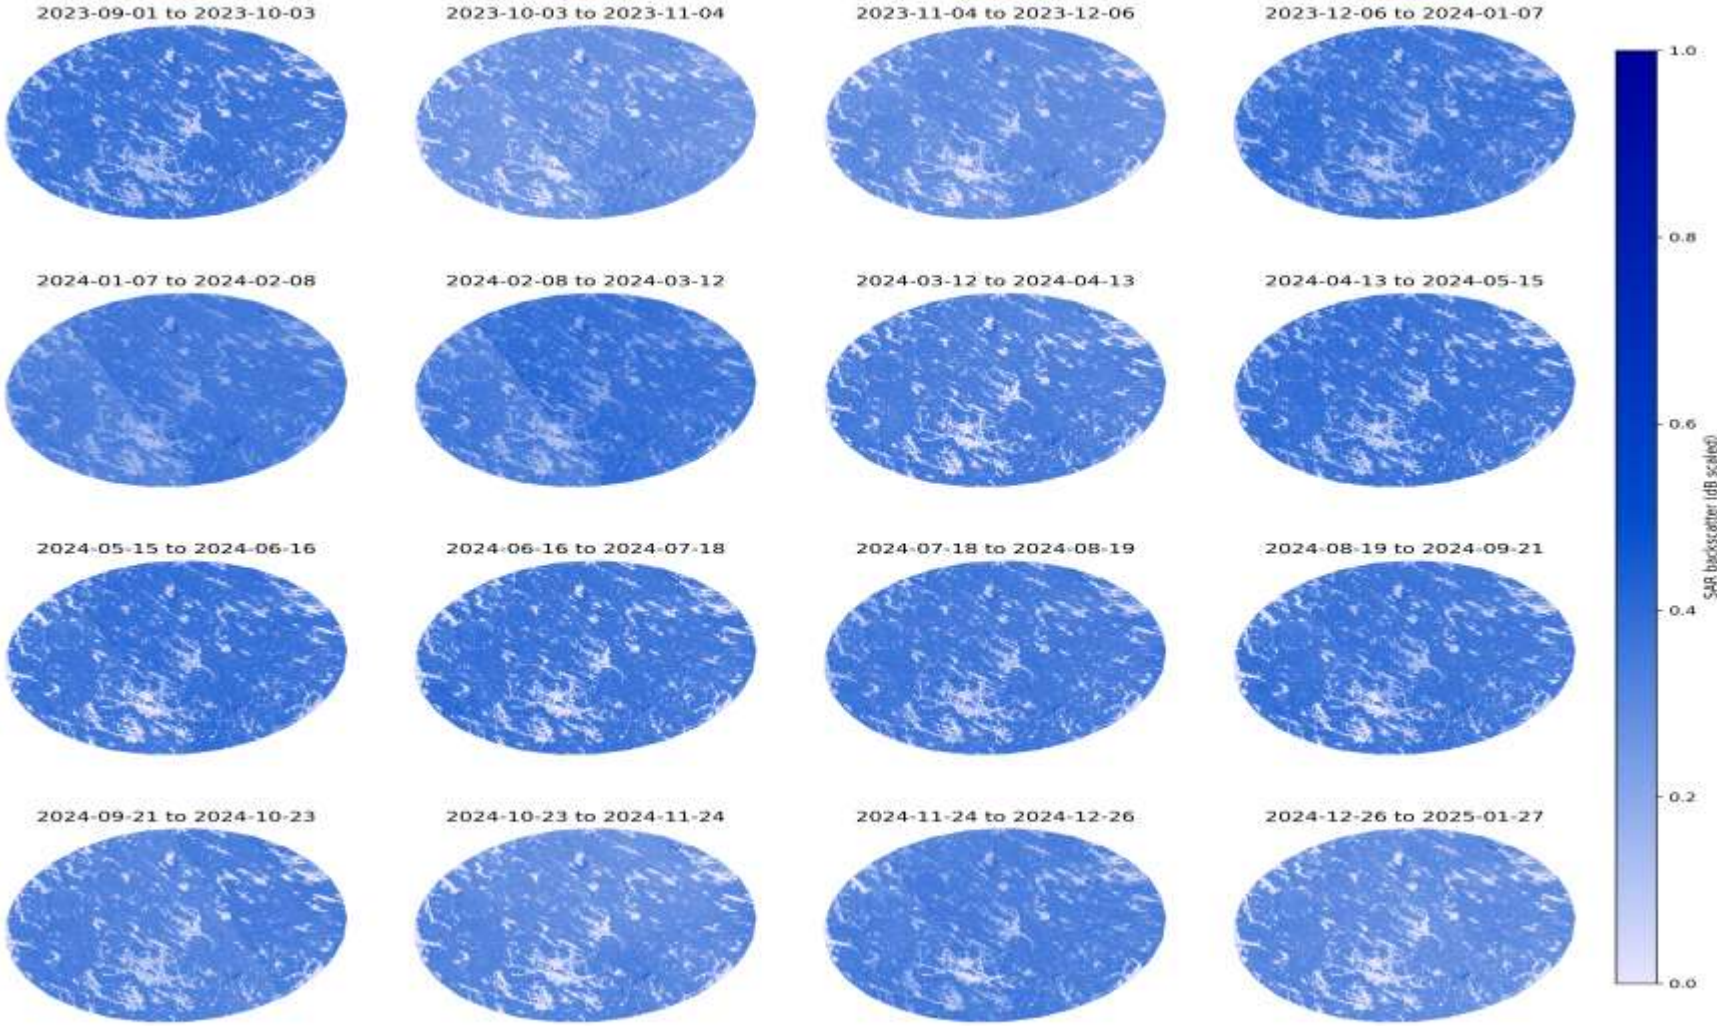 2023-09-01 to 2023-10-03
2023-10-03 to 2023-11-04
2023-11-04 to 2023-12-06
2023-12-06 to 2024-01-07
2024-01-07 to 2024-02-08
2024-02-08 to 2024-03-12
2024-03-12 to 2024-04-13
2024-04-13 to 2024-05-15
2024-05-15 to 2024-06-16
2024-06-16 to 2024-07-18
2024-07-18 to 2024-08-19
2024-08-19 to 2024-09-21
2024-09-21 to 2024-10-23
2024-10-23 to 2024-11-24
2024-11-24 to 2024-12-26
2024-12-26 to 2025-01-27
1.0
0.8
0.6
0.4
0.2
0.0
SAR backscatter (dB scaled)